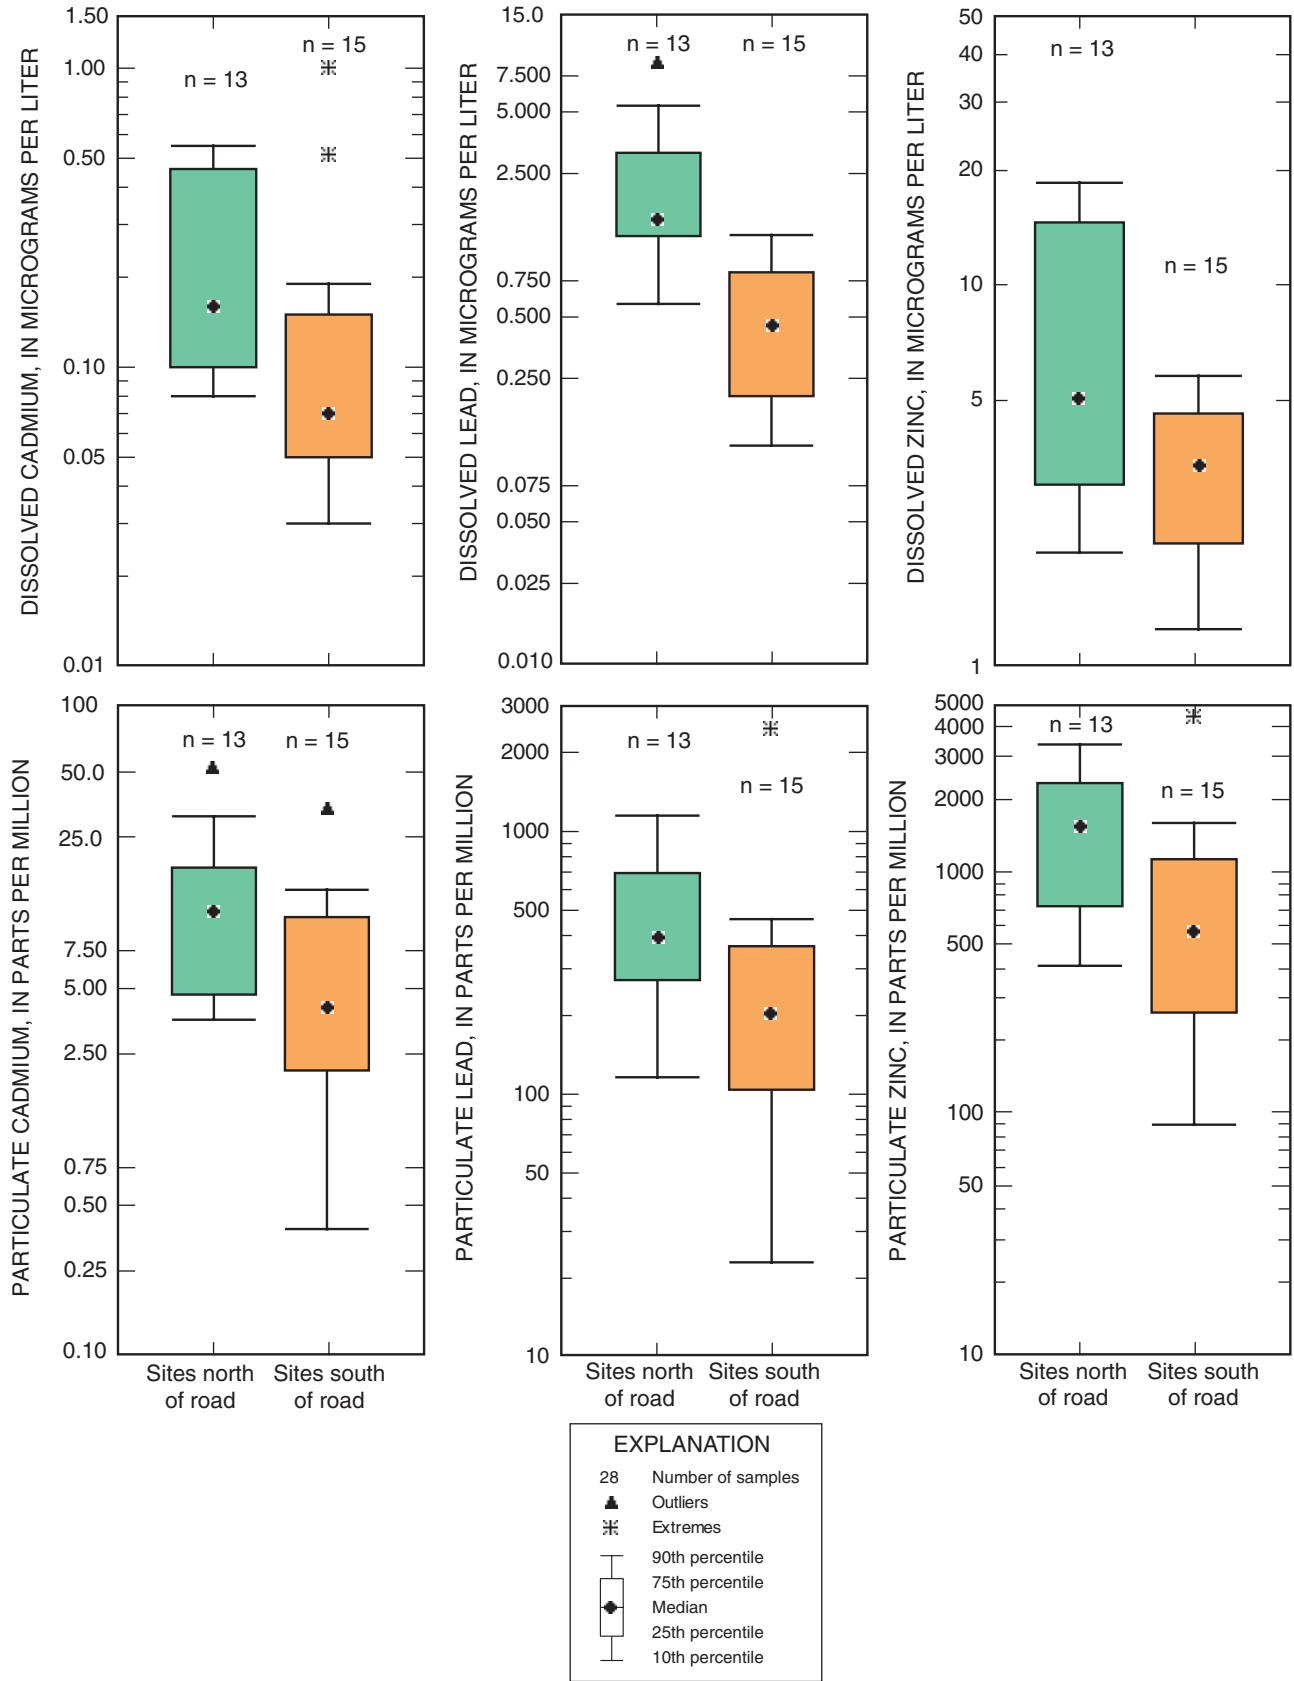 DISSOLVED CADMIUM, IN MICROGRAMS PER LITER
1.50
1.00
0.50
0.10
0.05
0.01
n = 13
n = 15
DISSOLVED LEAD, IN MICROGRAMS PER LITER
15.0
7.500
5.000
2.500
0.750
0.500
0.250
0.075
0.050
0.025
0.010
n = 13
n = 15
DISSOLVED ZINC, IN MICROGRAMS PER LITER
50
40
30
20
10
5
1
n = 13
n = 15
PARTICULATE CADMIUM, IN PARTS PER MILLION
100
50.0
25.0
7.50
5.00
2.50
0.75
0.50
0.25
0.10
n = 13
n = 15
Sites north
of road
Sites south
of road
PARTICULATE LEAD, IN PARTS PER MILLION
3000
2000
1000
500
100
50
10
n = 13
n = 15
Sites north
of road
Sites south
of road
PARTICULATE ZINC, IN PARTS PER MILLION
5000
4000
3000
2000
1000
500
100
50
10
n = 13
n = 15
Sites north
of road
Sites south
of road
EXPLANATION
28 Number of samples
Outliers
Extremes
90th percentile
75th percentile
Median
25th percentile
10th percentile